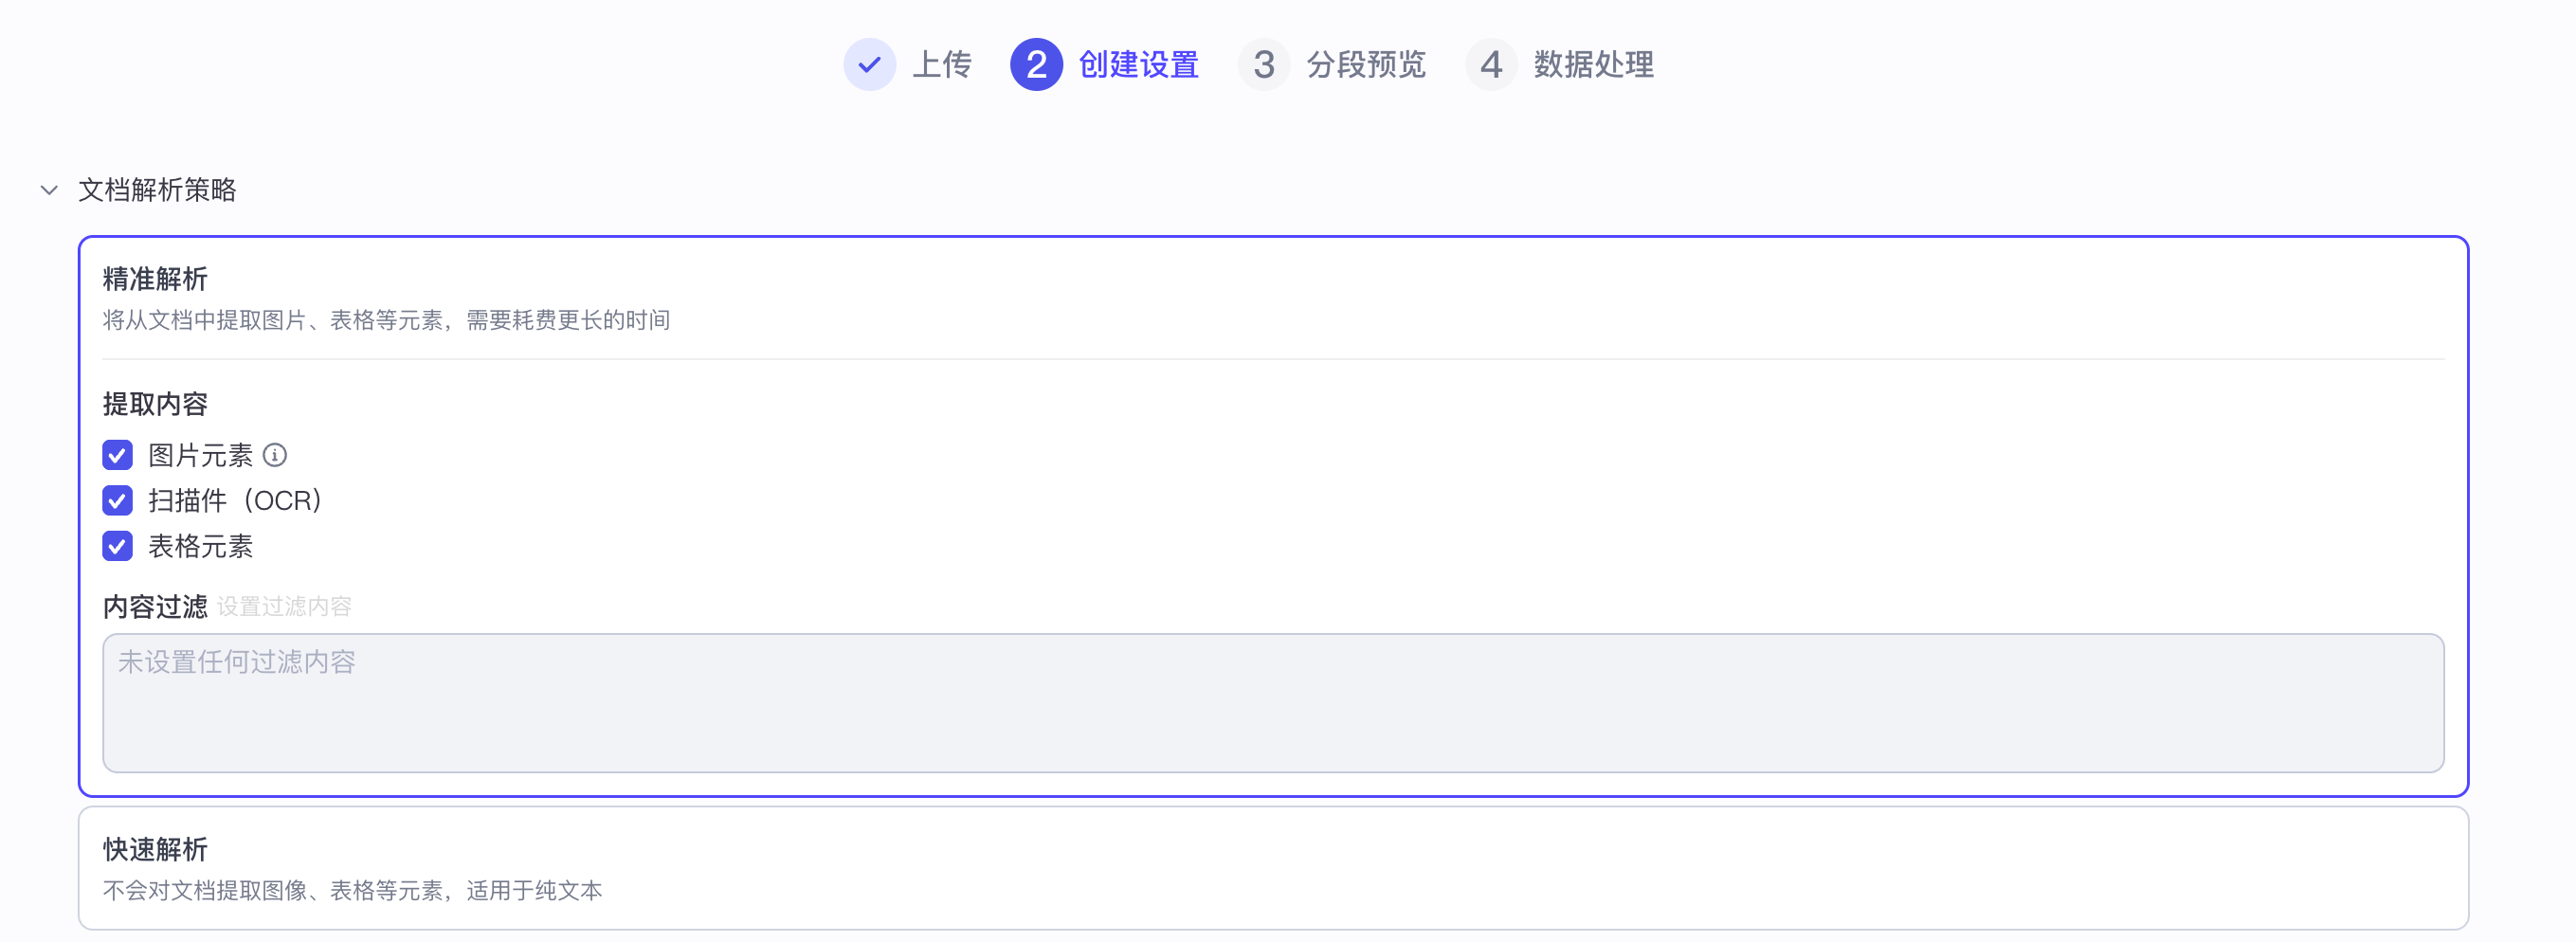 上传 2 创建设置 3 分段预览 4 数据处理
文档解析策略
精准解析
将从文档中提取图片、表格等元素，需要耗费更长的时间
提取内容
图片元素
扫描件（OCR）
表格元素
内容过滤 设置过滤内容
未设置任何过滤内容
快速解析
不会对文档提取图像、表格等元素，适用于纯文本